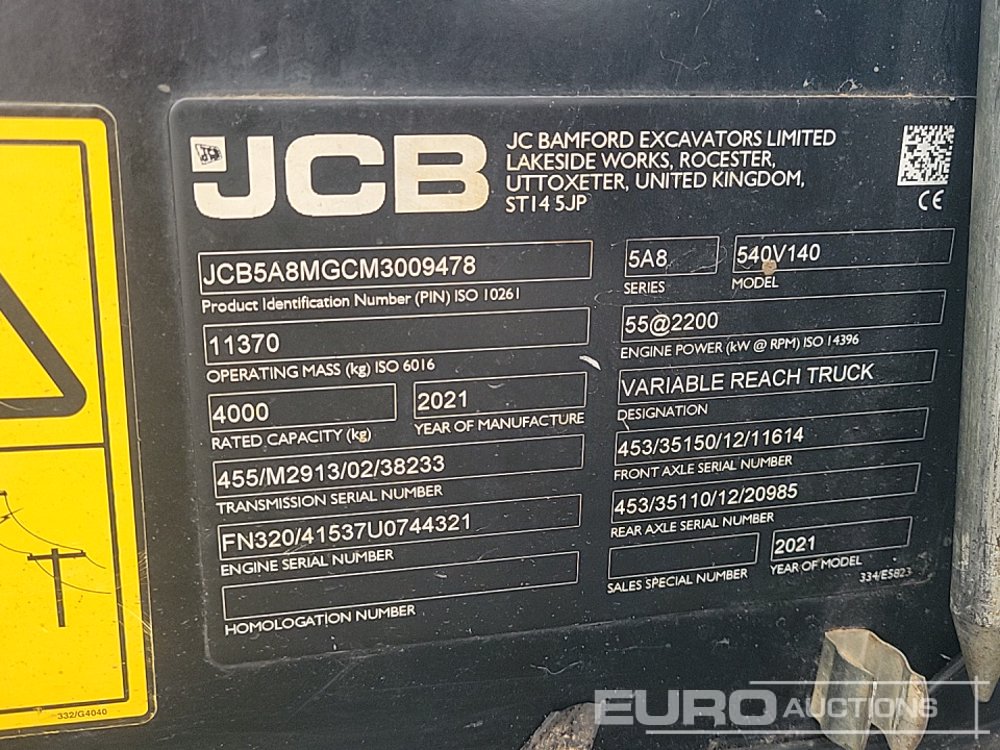 JCB
JC BAMFORD EXCAVATORS LIMITED
LAKESIDE WORKS, ROCESTER,
UTTOXETER, UNITED KINGDOM,
ST14 5JP
CE
JCB5A8MGCM3009478
Product Identification Number (PIN) ISO 10261
5A8
SERIES
540V140
MODEL
11370
OPERATING MASS (kg) ISO 6016
55@2200
ENGINE POWER (kW @ RPM) ISO 14396
4000
RATED CAPACITY (kg)
2021
YEAR OF MANUFACTURE
VARIABLE REACH TRUCK
DESIGNATION
455/M2913/02/38233
TRANSMISSION SERIAL NUMBER
453/35150/12/11614
FRONT AXLE SERIAL NUMBER
FN320/41537U0744321
ENGINE SERIAL NUMBER
453/35110/12/20985
REAR AXLE SERIAL NUMBER
HOMOLOGATION NUMBER
SALES SPECIAL NUMBER
2021
YEAR OF MODEL
334/E5823
332/G4040
EURO AUCTIONS